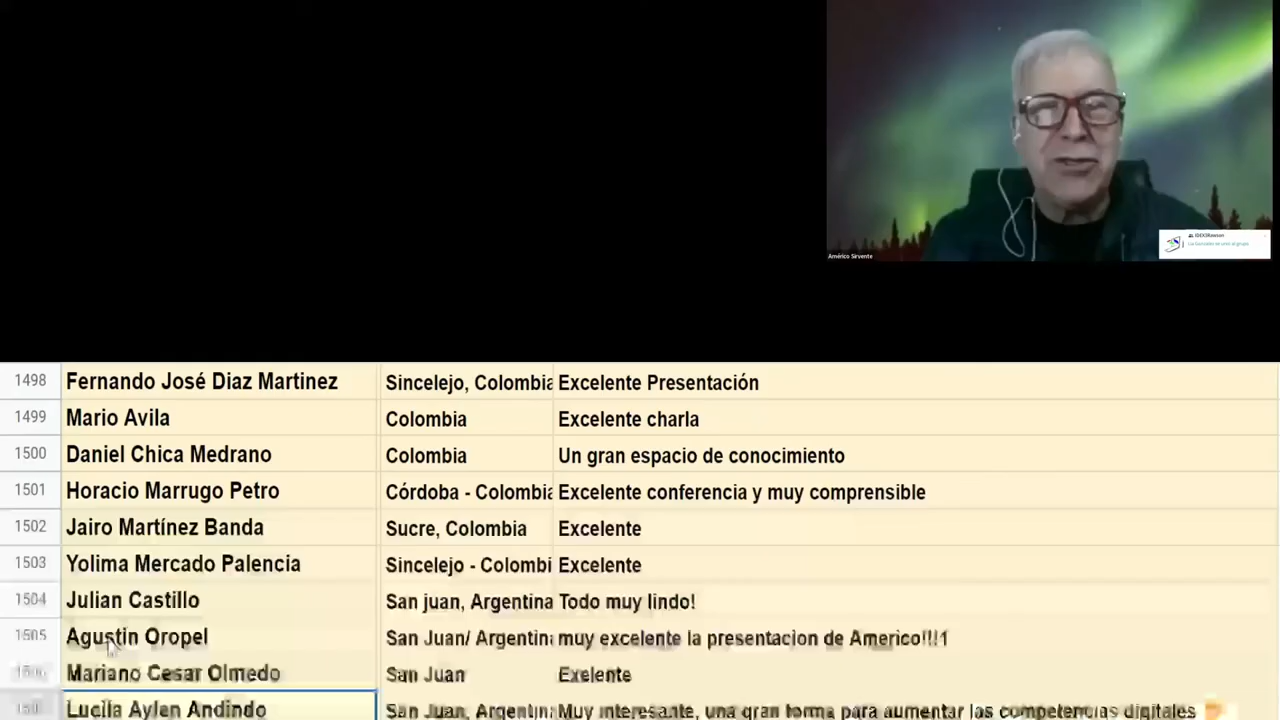 IDEX3Rawson
Américo Sirvente
1498 Fernando José Diaz Martinez Sincelejo, Colombia Excelente Presentación
1499 Mario Avila Colombia Excelente charla
1500 Daniel Chica Medrano Colombia Un gran espacio de conocimiento
1501 Horacio Marrugo Petro Córdoba - Colombia Excelente conferencia y muy comprensible
1502 Jairo Martínez Banda Sucre, Colombia Excelente
1503 Yolima Mercado Palencia Sincelejo - Colombi Excelente
1504 Julian Castillo San juan, Argentina Todo muy lindo!
1505 Agustin Oropel San Juan/ Argentina muy excelente la presentacion de Americo!!!1
Mariano Cesar Olmedo San Juan Exelente
Lucila Aylen Andindo San Juan, Argentin Muy interesante, una gran forma para aumentar las competencias digitales